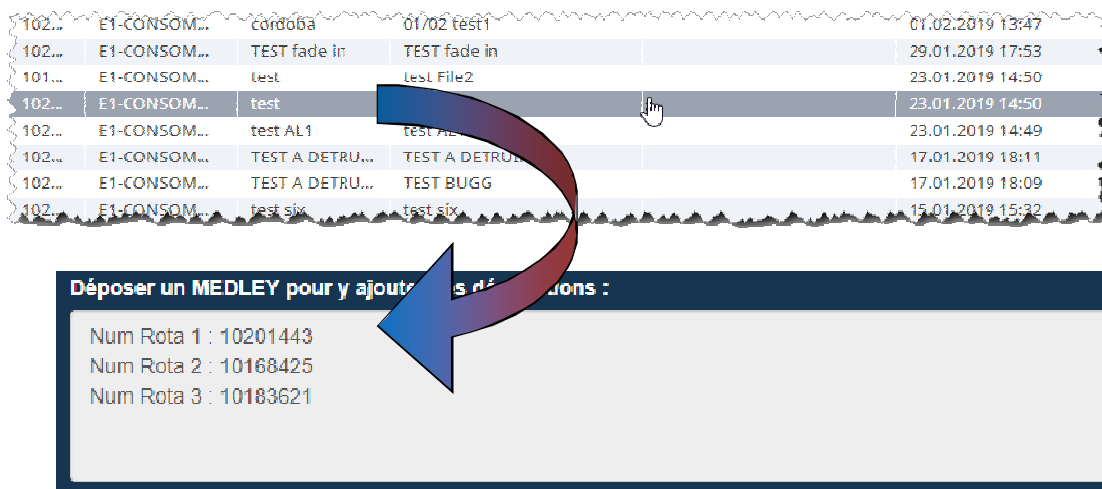 102... E1-CONSOM... cordoba 01/02 test1 01.02.2019 13:47
102... E1-CONSOM... TEST fade in TEST fade in 29.01.2019 17:53
101... E1-CONSOM... test test File2 23.01.2019 14:50
102... E1-CONSOM... test 23.01.2019 14:50
102... E1-CONSOM... test AL1 test 23.01.2019 14:49
102... E1-CONSOM... TEST A DETRU... TEST A DETRU... 17.01.2019 18:11
102... E1-CONSOM... TEST A DETRU... TEST BUGG 17.01.2019 18:09
102... E1-CONSOM... test six test six 15.01.2019 15:32
Déposer un MEDLEY pour y :
Num Rota 1 : 10201443
Num Rota 2 : 10168425
Num Rota 3 : 10183621